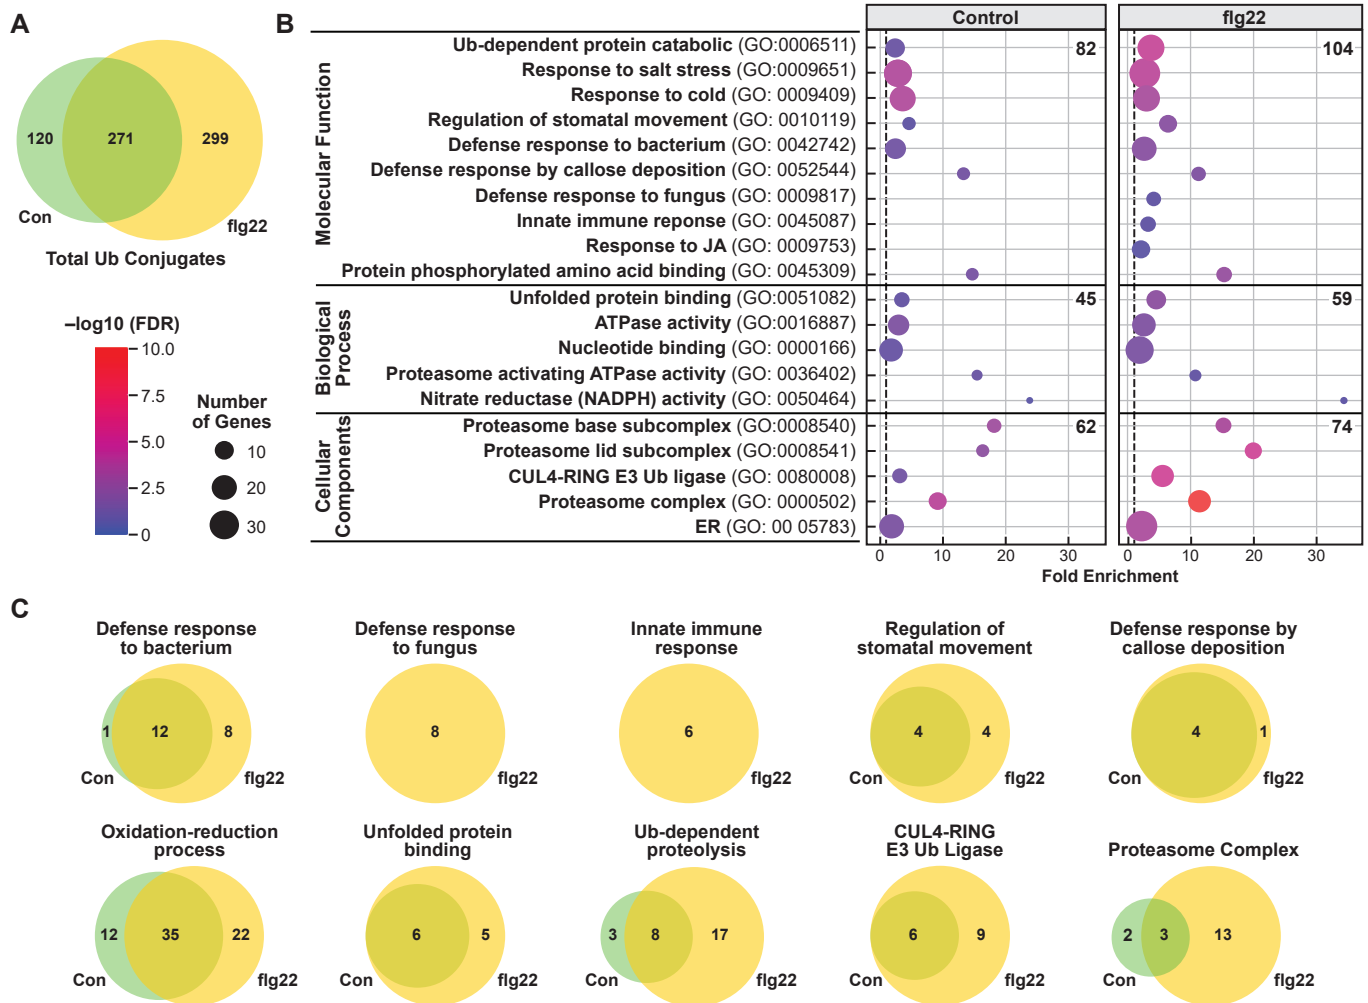 A
120
271
299
Con
flg22
Total Ub Conjugates
–log10 (FDR)
10.0
7.5
5.0
2.5
0
Number
of Genes
10
20
30
B
Control
flg22
Molecular Function
Ub-dependent protein catabolic (GO:0006511)
Response to salt stress (GO:0009651)
Response to cold (GO: 0009409)
Regulation of stomatal movement (GO: 0010119)
Defense response to bacterium (GO: 0042742)
Defense response by callose deposition (GO: 0052544)
Defense response to fungus (GO: 0009817)
Innate immune reponse (GO: 0045087)
Response to JA (GO: 0009753)
Protein phosphorylated amino acid binding (GO: 0045309)
82
104
Biological
Process
Unfolded protein binding (GO:0051082)
ATPase activity (GO:0016887)
Nucleotide binding (GO: 0000166)
Proteasome activating ATPase activity (GO: 0036402)
Nitrate reductase (NADPH) activity (GO: 0050464)
45
59
Cellular
Components
Proteasome base subcomplex (GO:0008540)
Proteasome lid subcomplex (GO:0008541)
CUL4-RING E3 Ub ligase (GO: 0080008)
Proteasome complex (GO: 0000502)
ER (GO: 00 05783)
62
74
0 10 20 30
0 10 20 30
Fold Enrichment
C
Defense response
to bacterium
1
12
8
Con
flg22
Defense response
to fungus
8
flg22
Innate immune
response
6
flg22
Regulation of
stomatal movement
4
4
Con
flg22
Defense response by
callose deposition
4
1
Con
flg22
Oxidation-reduction
process
12
35
22
Con
flg22
Unfolded protein
binding
6
5
Con
flg22
Ub-dependent
proteolysis
3
8
17
Con
flg22
CUL4-RING
E3 Ub Ligase
6
9
Con
flg22
Proteasome Complex
2
3
13
Con
flg22